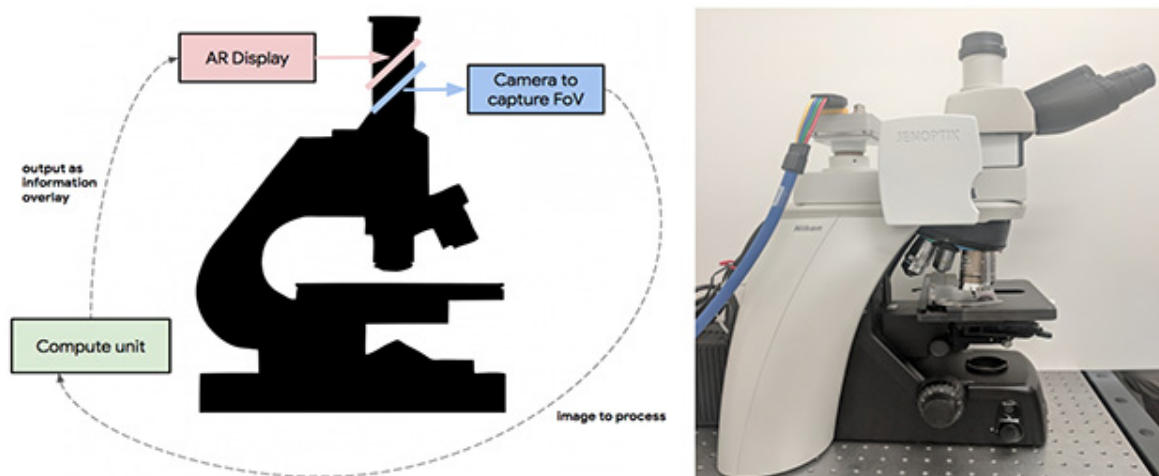 AR Display
Camera to
capture FoV
output as
information
overlay
Compute unit
image to process
JENOPTIK
Nikon